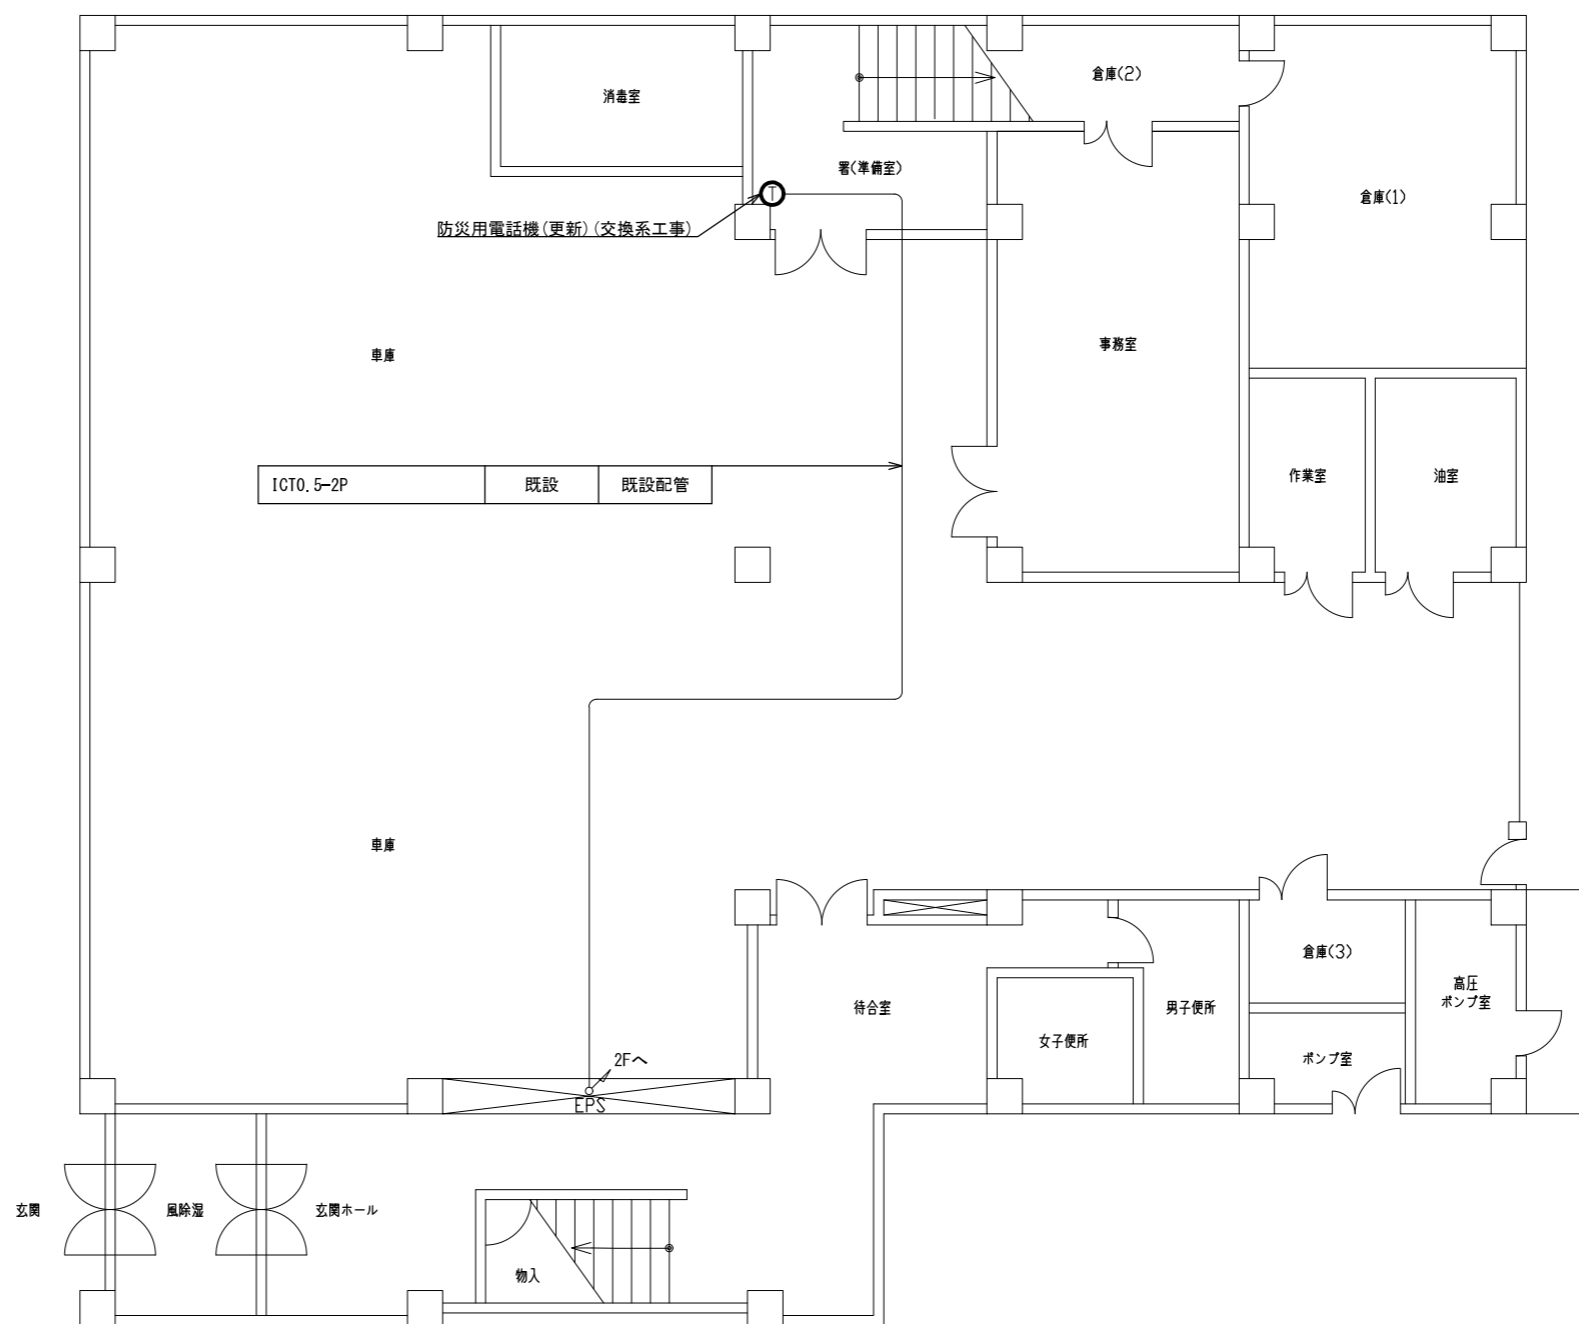 消毒室
倉庫(2)
署(準備室)
T
倉庫(1)
防災用電話機(更新)(交換系工事)
事務室
車庫
ICT0.5-2P 既設 既設配管
作業室
油室
車庫
倉庫(3)
高圧
ポンプ室
待合室
男子便所
女子便所
ポンプ室
2Fへ
EPS
玄関
風除湿
玄関ホール
物入